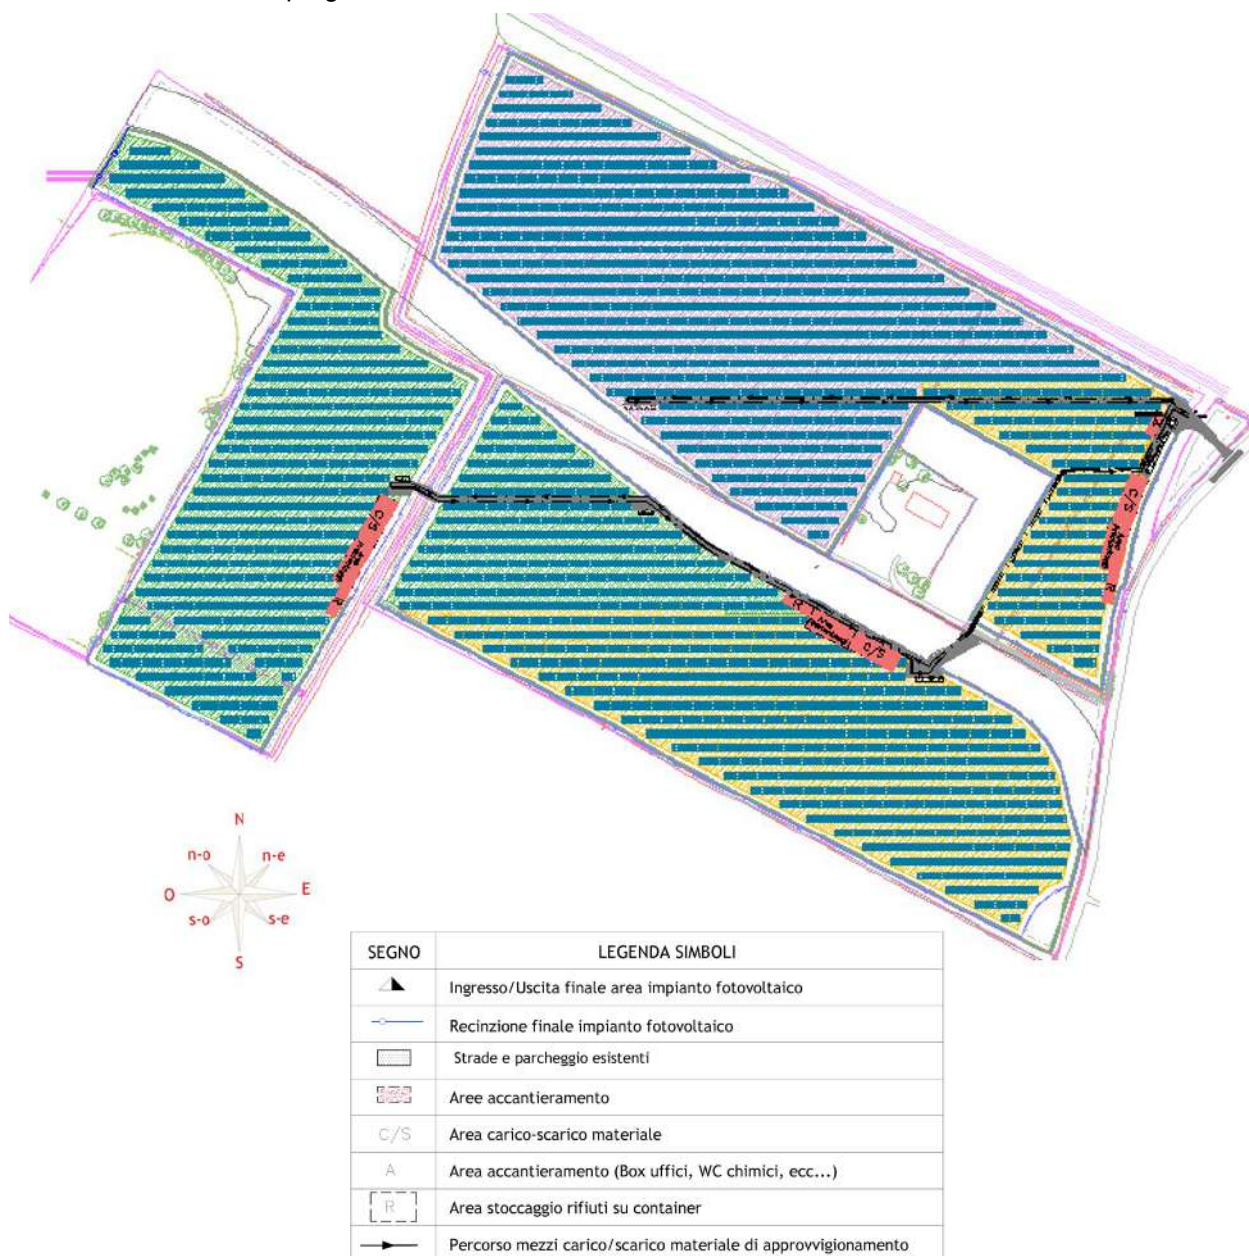 C/S
R
R
C/S
C/S
R
N
n-o
n-e
O
E
s-o
s-e
S
SEGNO LEGENDA SIMBOLI
Ingresso/Uscita finale area impianto fotovoltaico
Recinzione finale impianto fotovoltaico
Strade e parcheggio esistenti
Aree accantieramento
C/S Area carico-scarico materiale
A Area accantieramento (Box uffici, WC chimici, ecc...)
R Area stoccaggio rifiuti su container
Percorso mezzi carico/scarico materiale di approvvigionamento